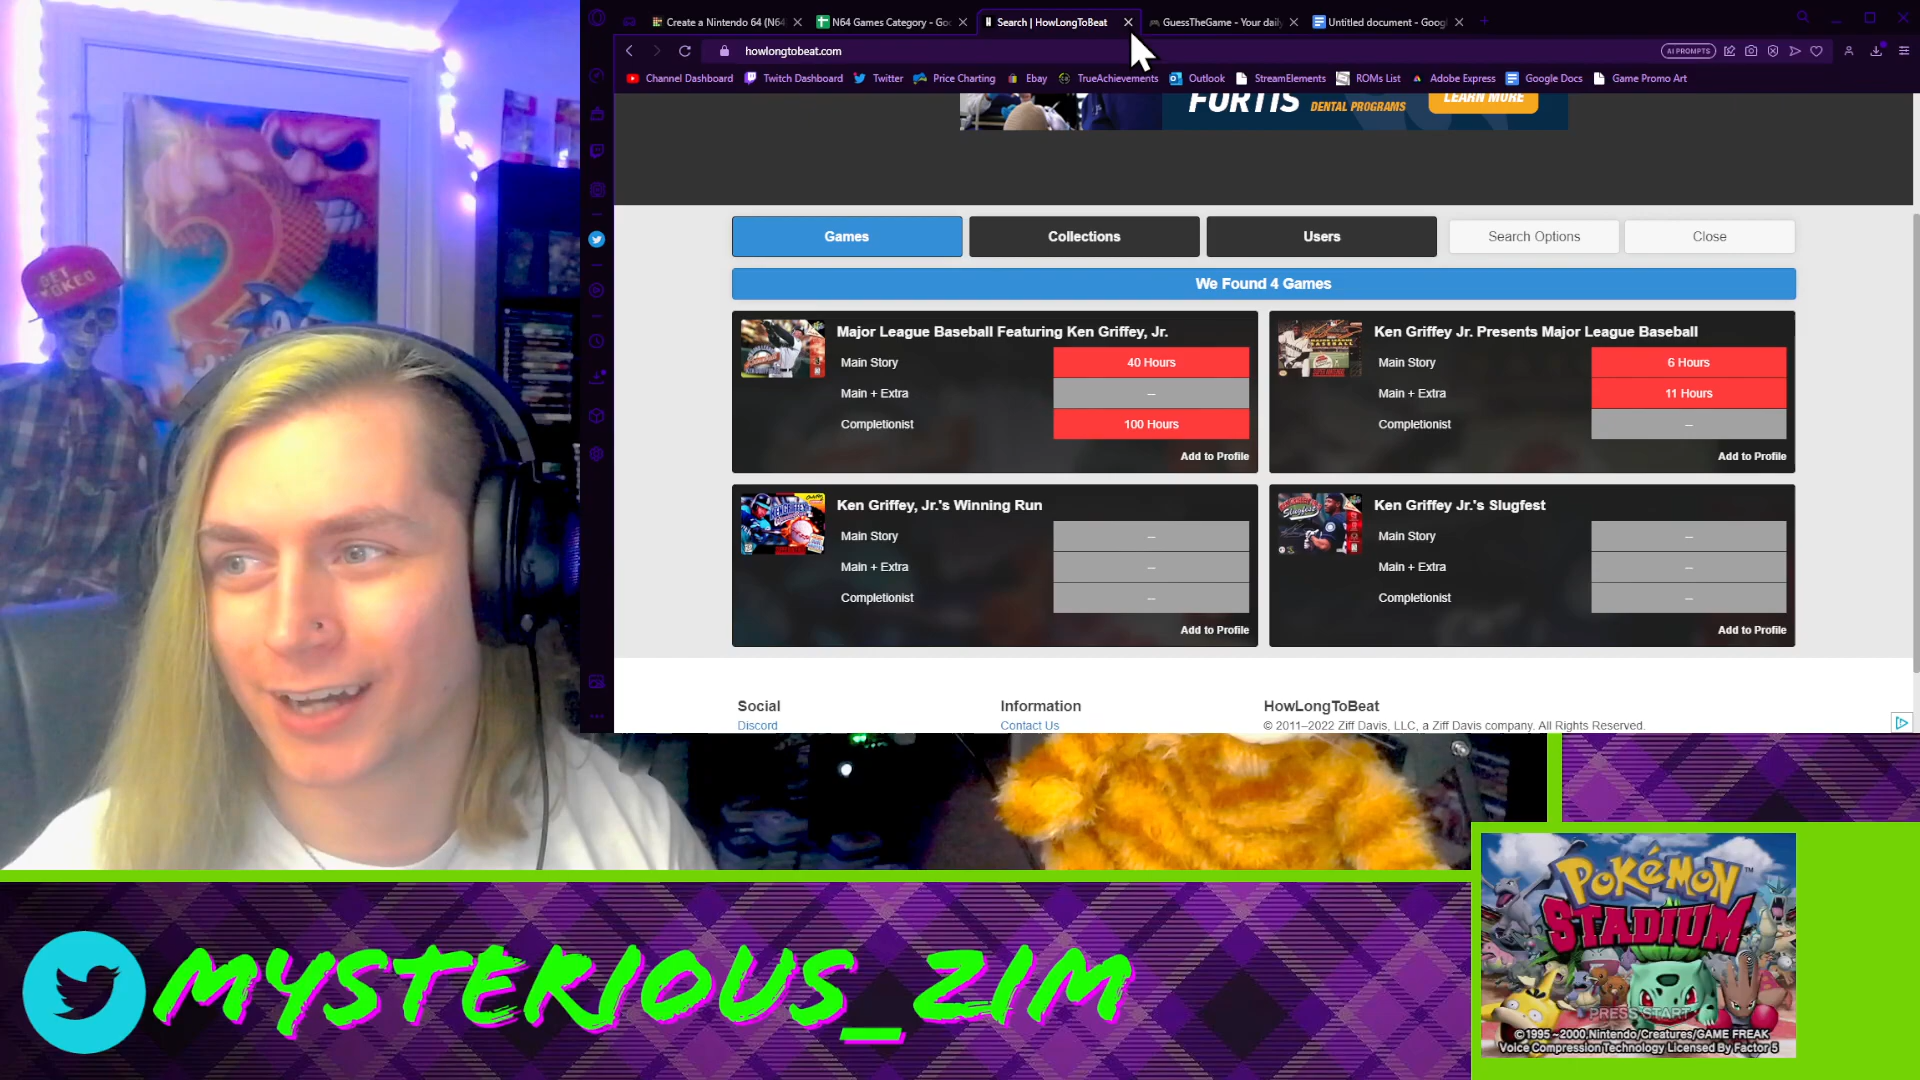 Create a Nintendo 64 (N64
N64 Games Category - Goo
Search | HowLongToBeat
GuessTheGame - Your daily
Untitled document - Googl
howlongtobeat.com
AI PROMPTS
Channel Dashboard
Twitch Dashboard
Twitter
Price Charting
Ebay
TrueAchievements
Outlook
StreamElements
ROMs List
Adobe Express
Google Docs
Game Promo Art
FORTIS DENTAL PROGRAMS
LEARN MORE
Games
Collections
Users
Search Options
Close
We Found 4 Games
Major League Baseball Featuring Ken Griffey, Jr.
Main Story 40 Hours
Main + Extra --
Completionist 100 Hours
Add to Profile
Ken Griffey Jr. Presents Major League Baseball
Main Story 6 Hours
Main + Extra 11 Hours
Completionist --
Add to Profile
Ken Griffey, Jr.'s Winning Run
Main Story --
Main + Extra --
Completionist --
Add to Profile
Ken Griffey Jr.'s Slugfest
Main Story --
Main + Extra --
Completionist --
Add to Profile
Social
Discord
Information
Contact Us
HowLongToBeat
© 2011-2022 Ziff Davis, LLC, a Ziff Davis company. All Rights Reserved.
2
MYSTERIOUS_ZIM
POKéMON
STADIUM
PRESS START
©1995~2000 Nintendo/Creatures/GAME FREAK
Voice Compression Technology Licensed By Factor 5